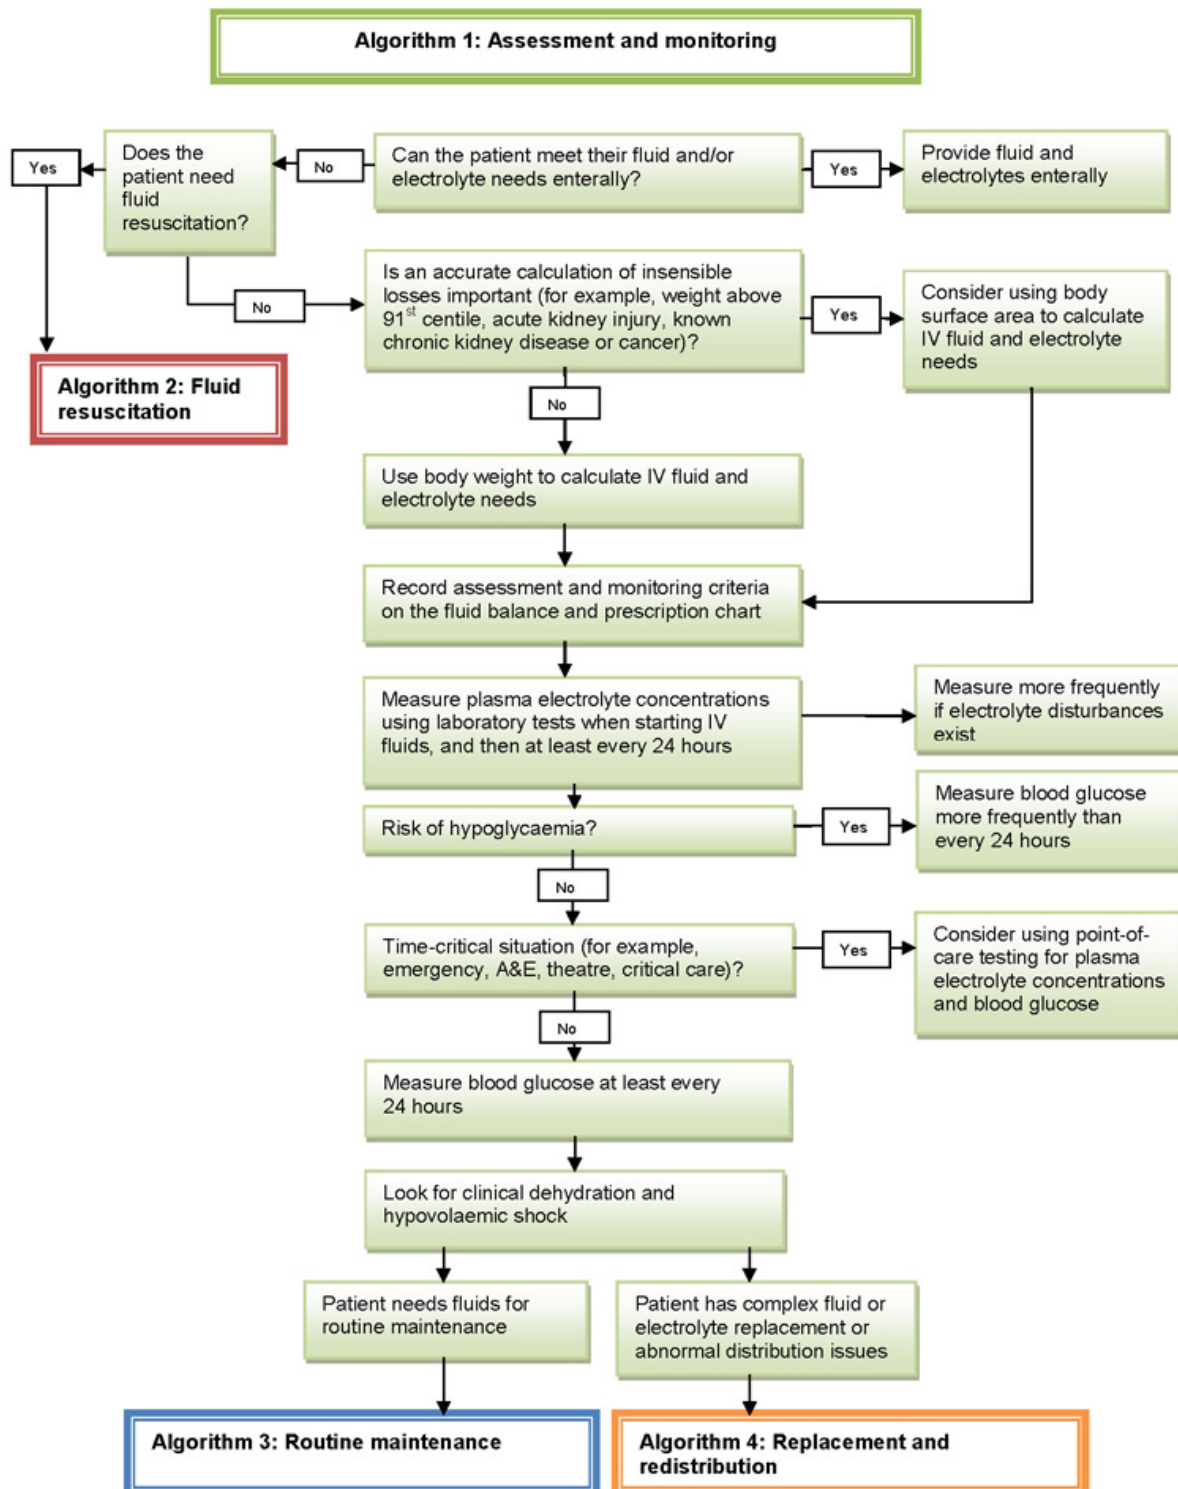 Algorithm 1: Assessment and monitoring
Yes
Does the
patient need
fluid
resuscitation?
No
Can the patient meet their fluid and/or
electrolyte needs enterally?
Yes
Provide fluid and
electrolytes enterally
No
Is an accurate calculation of insensible
losses important (for example, weight above
91st centile, acute kidney injury, known
chronic kidney disease or cancer)?
Yes
Consider using body
surface area to calculate
IV fluid and electrolyte
needs
Algorithm 2: Fluid
resuscitation
No
Use body weight to calculate IV fluid and
electrolyte needs
Record assessment and monitoring criteria
on the fluid balance and prescription chart
Measure plasma electrolyte concentrations
using laboratory tests when starting IV
fluids, and then at least every 24 hours
Measure more frequently
if electrolyte disturbances
exist
Risk of hypoglycaemia?
Yes
Measure blood glucose
more frequently than
every 24 hours
No
Time-critical situation (for example,
emergency, A&E, theatre, critical care)?
Yes
Consider using point-of-
care testing for plasma
electrolyte concentrations
and blood glucose
No
Measure blood glucose at least every
24 hours
Look for clinical dehydration and
hypovolaemic shock
Patient needs fluids for
routine maintenance
Patient has complex fluid or
electrolyte replacement or
abnormal distribution issues
Algorithm 3: Routine maintenance
Algorithm 4: Replacement and
redistribution